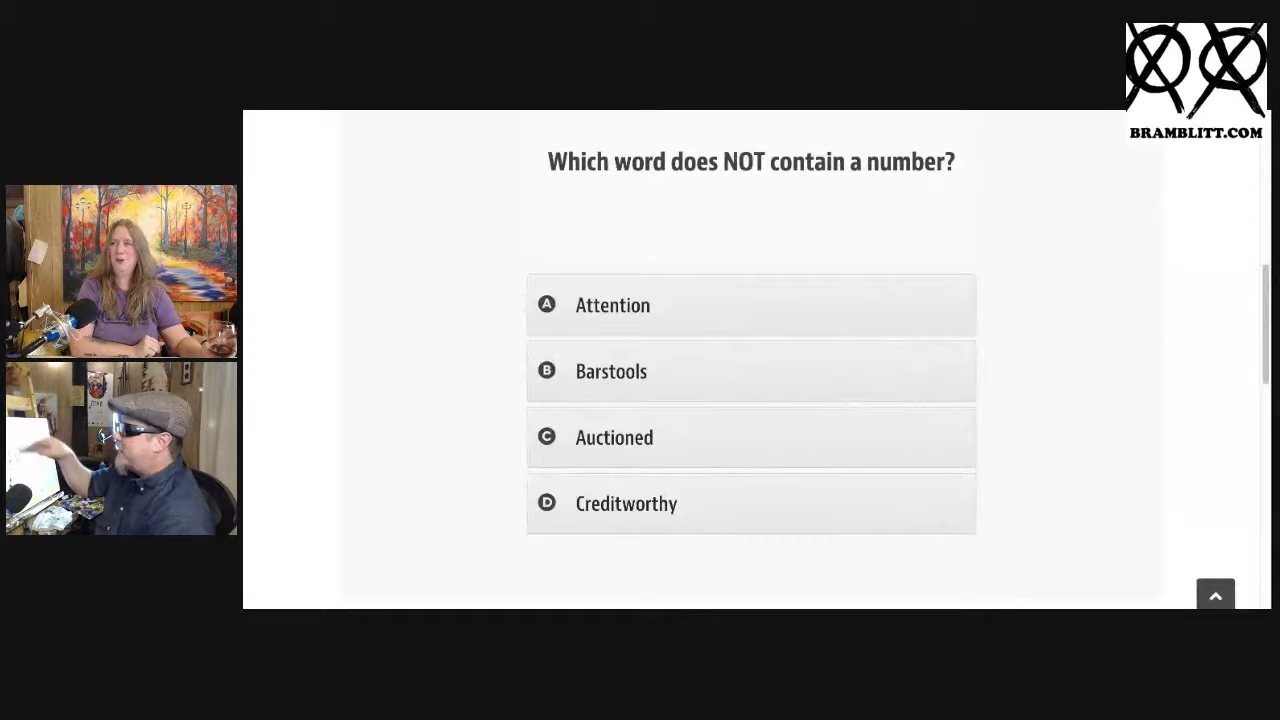 BRAMBLITT.COM
Which word does NOT contain a number?
A Attention
B Barstools
C Auctioned
D Creditworthy